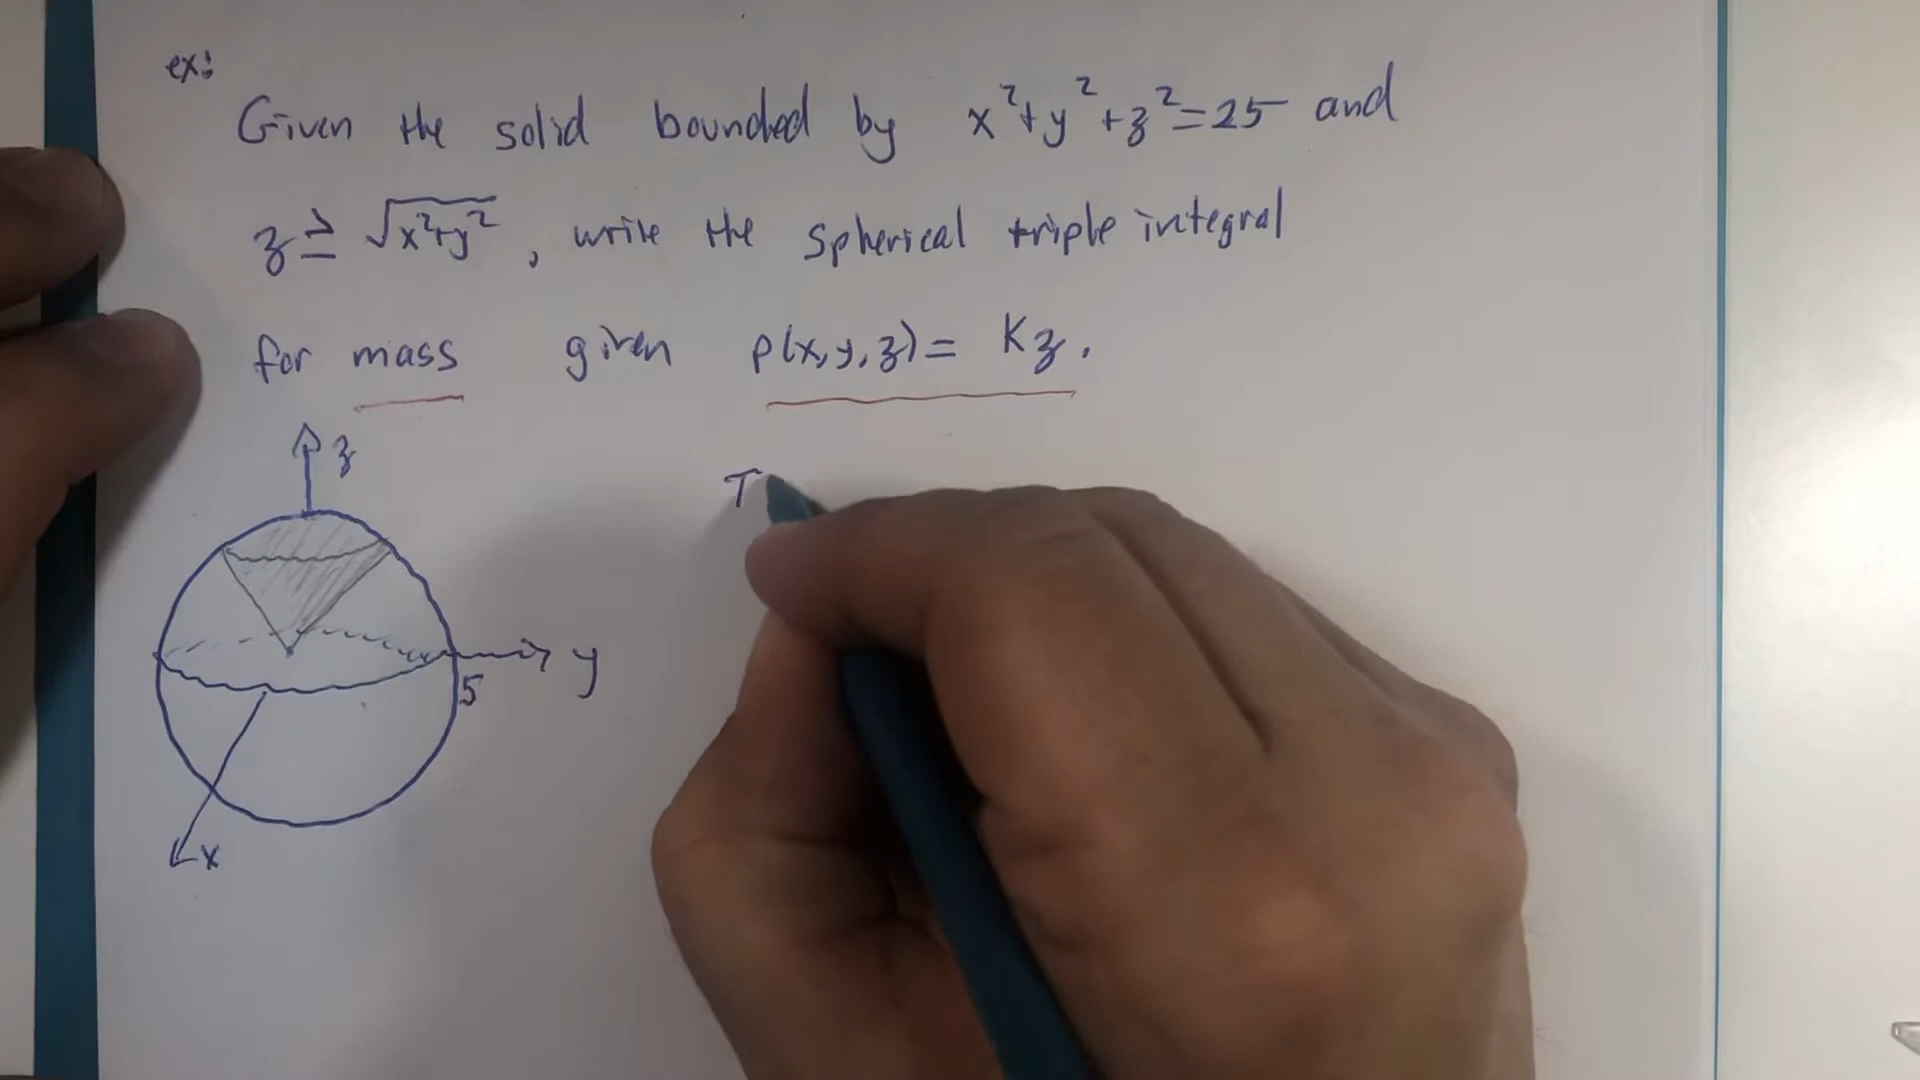 ex:
Given the solid bounded by x²+y²+z²=25 and
z ≥ √x²+y², write the spherical triple integral
for mass given ρ(x,y,z)= Kz.
z
T
y
5
x